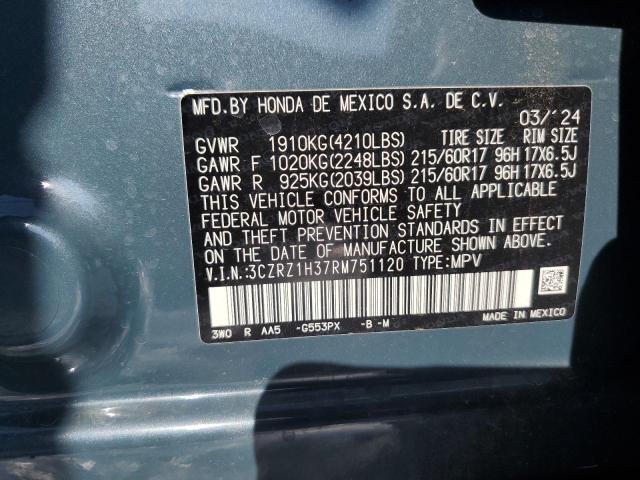 MFD.BY HONDA DE MEXICO S.A. DE C.V.
03/'24
GVWR 1910KG(4210LBS) TIRE SIZE RIM SIZE
GAWR F 1020KG(2248LBS) 215/60R17 96H 17X6.5J
GAWR R 925KG(2039LBS) 215/60R17 96H 17X6.5J
THIS VEHICLE CONFORMS TO ALL APPLICABLE
FEDERAL MOTOR VEHICLE SAFETY
AND THEFT PREVENTION STANDARDS IN EFFECT
ON THE DATE OF MANUFACTURE SHOWN ABOVE.
V.I.N.:3CZRZ1H37RM751120 TYPE:MPV
3WO R AA5 -G553PX -B -M
MADE IN MEXICO